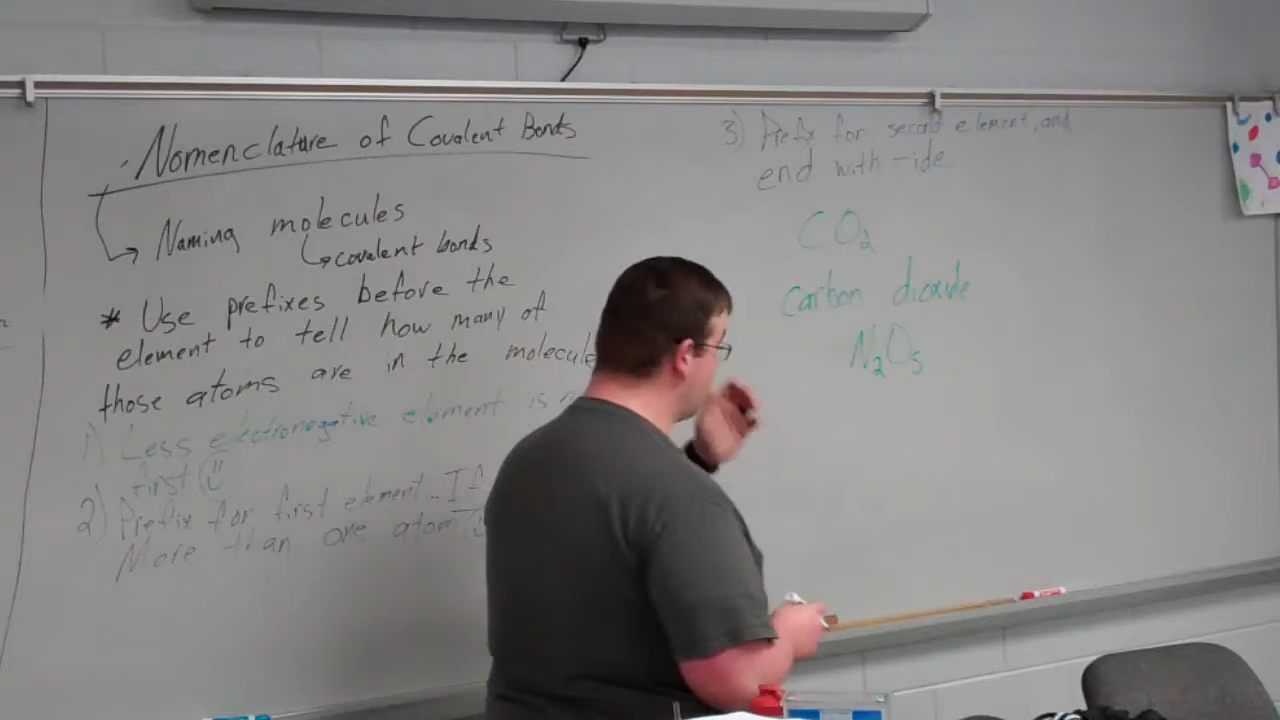 Nomenclature of Covalent Bonds
Naming molecules
covalent bonds
* Use prefixes before the
element to tell how many of
those atoms are in the molecule
1) Less electronegative element is
first
2) Prefix for first element... If
More than one atom
3) Prefix for second element, and
end with -ide
CO2
carbon dioxide
N2O5